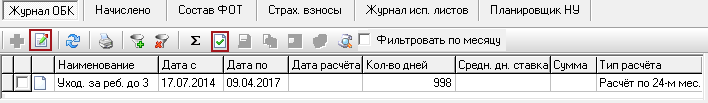 Журнал ОБК Начислено Состав ФОТ Страх. взносы Журнал исп. листов Планировщик НУ
Σ Фильтровать по месяцу
Наименование Дата с Дата по Дата расчёта Кол-во дней Средн. дн. ставка Сумма Тип расчёта
Уход. за реб. до 3 17.07.2014 09.04.2017 998 Расчёт по 24-м мес.